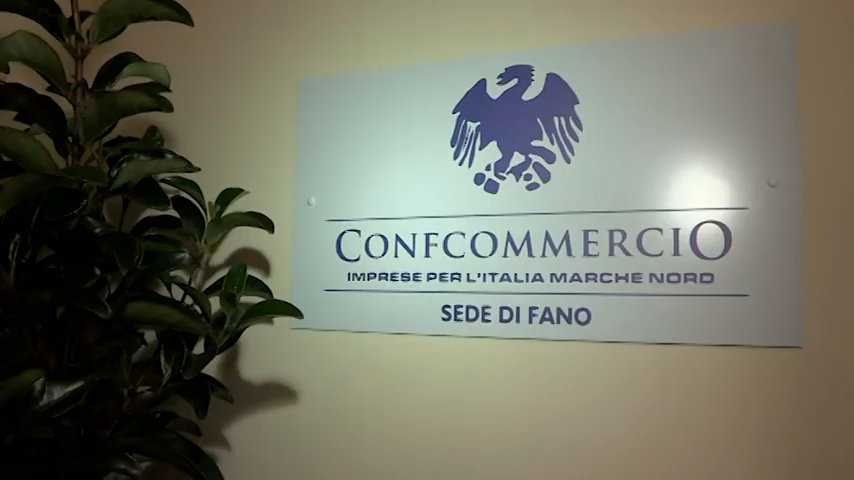 CONFCOMMERCIO
IMPRESE PER L'ITALIA MARCHE NORD
SEDE DI FANO